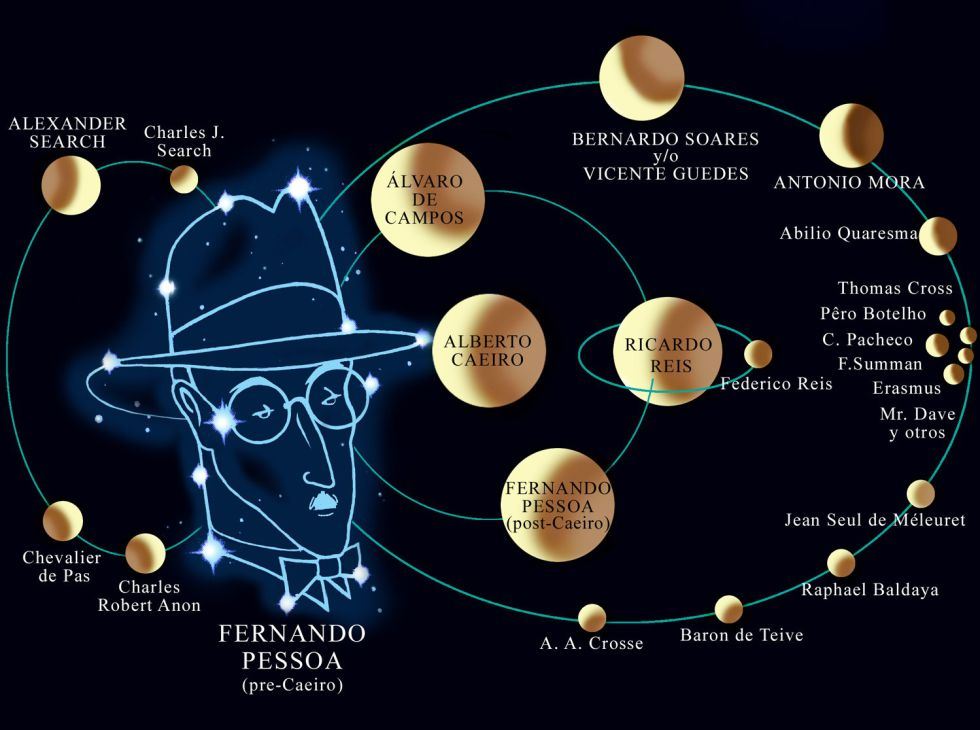 ALEXANDER
SEARCH
Charles J.
Search
ÁLVARO
DE
CAMPOS
BERNARDO SOARES
y/o
VICENTE GUEDES
ANTONIO MORA
Abilio Quaresma
Thomas Cross
Pêro Botelho
C. Pacheco
F.Summan
Erasmus
Mr. Dave
y otros
ALBERTO
CAEIRO
RICARDO
REIS
Federico Reis
FERNANDO
PESSOA
(post-Caeiro)
Jean Seul de Méleuret
Raphael Baldaya
Baron de Teive
A. A. Crosse
Chevalier
de Pas
Charles
Robert Anon
FERNANDO
PESSOA
(pre-Caeiro)